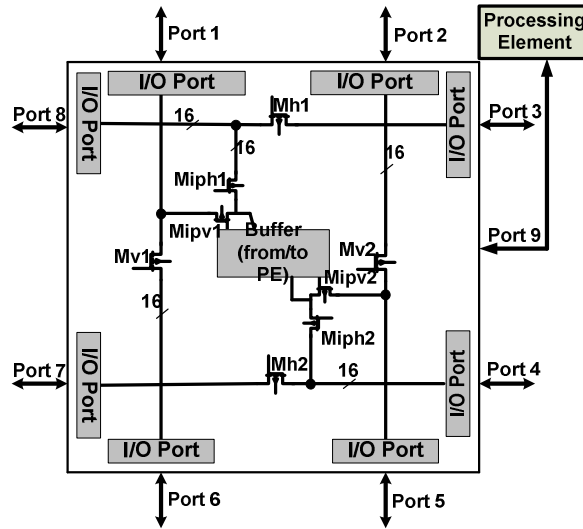 Port 1
Port 2
Processing
Element
I/O Port
I/O Port
Port 8
I/O Port
16
Mh1
I/O Port
Port 3
16
16
Miph1
Mipv1
Buffer
(from/to
PE)
Mv1
Mv2
Port 9
Mipv2
16
Miph2
Port 7
I/O Port
Mh2
16
I/O Port
Port 4
I/O Port
I/O Port
Port 6
Port 5